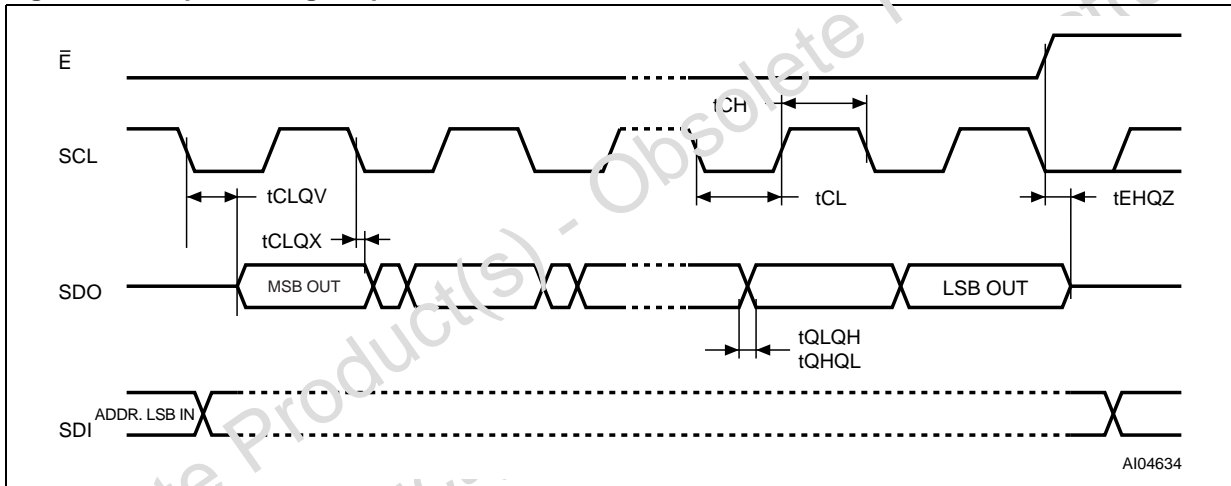 Ē
tCH
SCL
tCLQV
tCL
tEHQZ
tCLQX
SDO
MSB OUT
LSB OUT
tQLQH
tQHQL
SDI
ADDR. LSB IN
AI04634
Product(s) - Obsolete